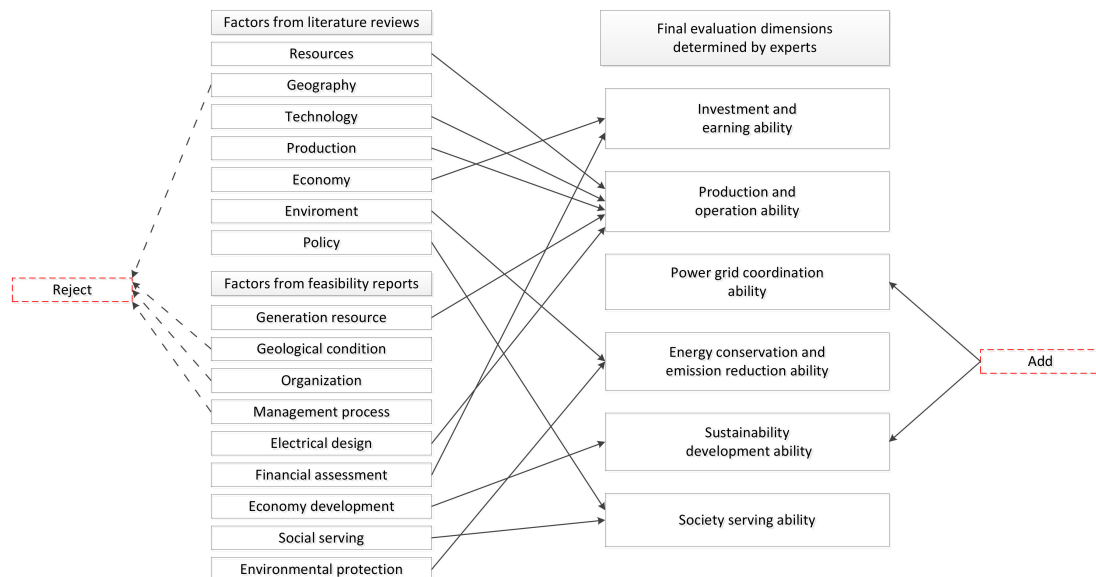 Factors from literature reviews
Resources
Geography
Technology
Production
Economy
Enviroment
Policy
Factors from feasibility reports
Generation resource
Geological condition
Organization
Management process
Electrical design
Financial assessment
Economy development
Social serving
Environmental protection
Reject
Final evaluation dimensions
determined by experts
Investment and
earning ability
Production and
operation ability
Power grid coordination
ability
Energy conservation and
emission reduction ability
Sustainability
development ability
Society serving ability
Add